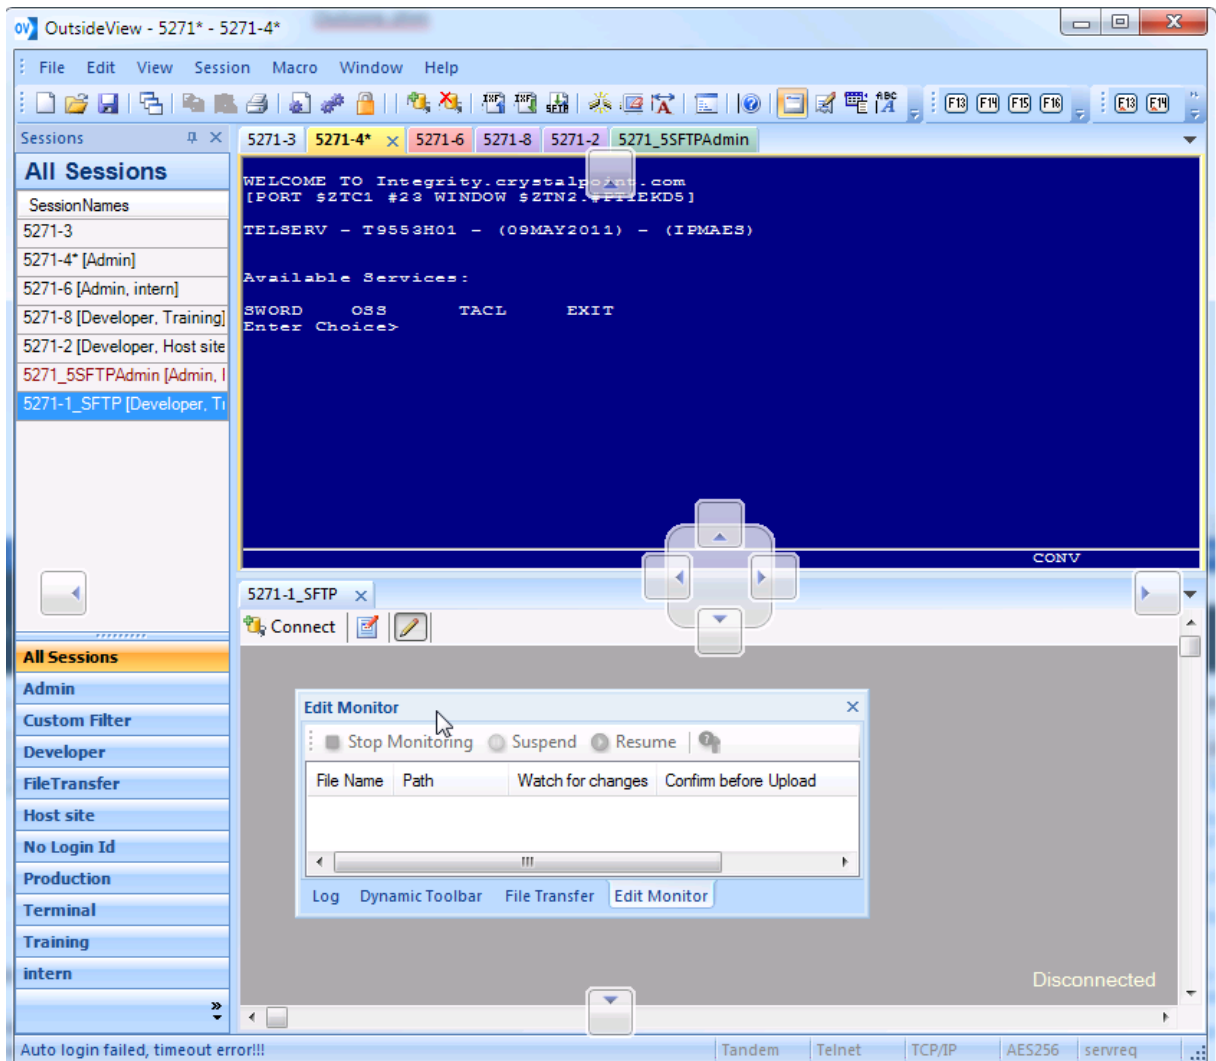 OutsideView - 5271* - 5271-4*
File Edit View Session Macro Window Help
F13 F14 F15 F16 F13 F14
Sessions
5271-3 5271-4* 5271-6 5271-8 5271-2 5271_5SFTPAdmin
All Sessions
SessionNames
5271-3
5271-4* [Admin]
5271-6 [Admin, intern]
5271-8 [Developer, Training]
5271-2 [Developer, Host site
5271_5SFTPAdmin [Admin, I
5271-1_SFTP [Developer, Tr
WELCOME TO Integrity.crystalpoint.com
[PORT $ZTC1 #23 WINDOW $ZTN2.#PTIEKD5]
TELSERV - T9553H01 - (09MAY2011) - (IPMAES)
Available Services:
SWORD OSS TACL EXIT
Enter Choice>
CONV
5271-1_SFTP
Connect
All Sessions
Admin
Custom Filter
Developer
FileTransfer
Host site
No Login Id
Production
Terminal
Training
intern
Edit Monitor
Stop Monitoring Suspend Resume
File Name Path Watch for changes Confirm before Upload
Log Dynamic Toolbar File Transfer Edit Monitor
Disconnected
Auto login failed, timeout error!!! Tandem Telnet TCP/IP AES256 servreq